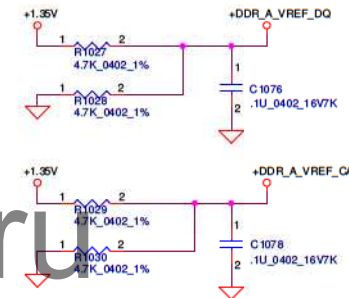 +1.35V +DDR_A_VREF_DQ
1 2
R1027
4.7K_0402_1%
1 2
R1028
4.7K_0402_1%
1
C1076
.1U_0402_16V7K
2
+1.35V +DDR_A_VREF_CA
1 2
R1029
4.7K_0402_1%
1 2
R1030
4.7K_0402_1%
1
C1078
.1U_0402_16V7K
2
ru